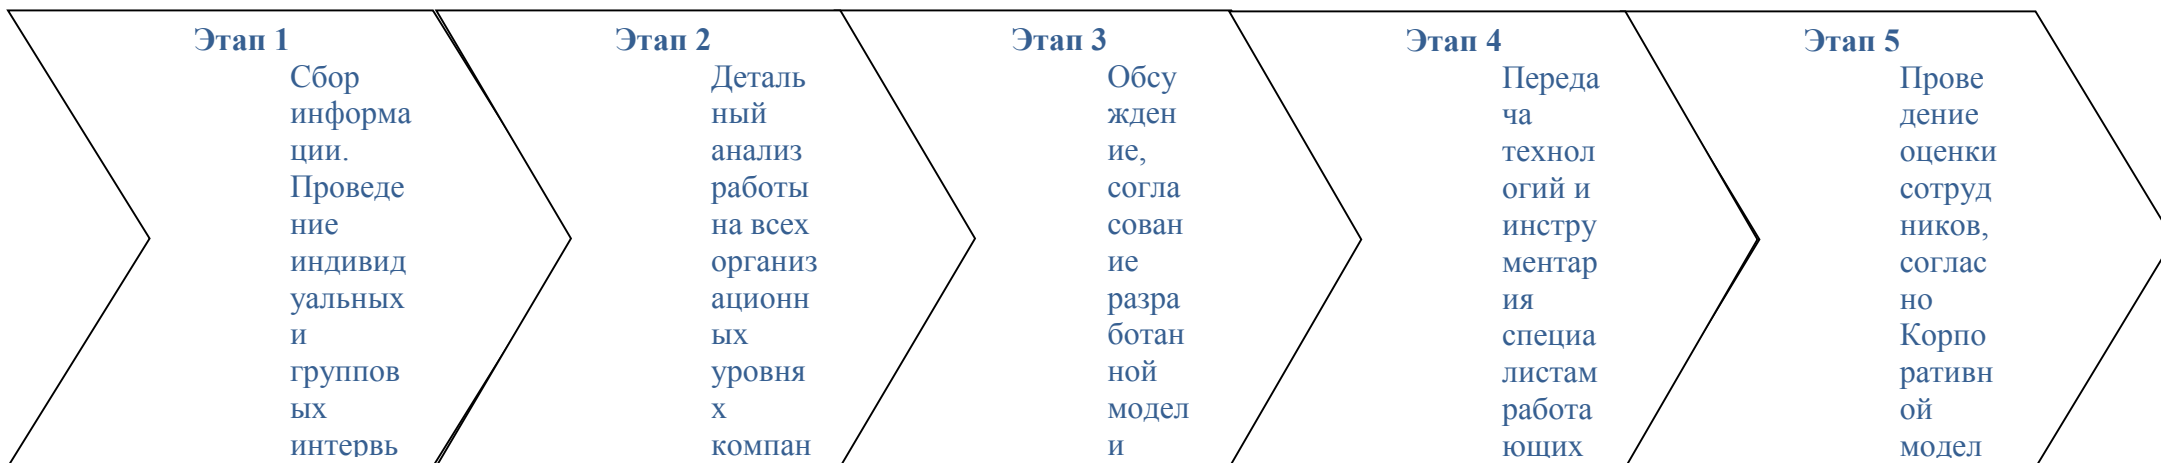 Этап 1
Сбор
информа
ции.
Проведе
ние
индивид
уальных
и
группов
ых
интервь
Этап 2
Деталь
ный
анализ
работы
на всех
организ
ационн
ых
уровня
х
компан
Этап 3
Обсу
жден
ие,
согла
сован
ие
разра
ботан
ной
модел
и
Этап 4
Переда
ча
технол
огий и
инстру
ментар
ия
специа
листам
работа
ющих
Этап 5
Прове
дение
оценки
сотруд
ников,
соглас
но
Корпо
ративн
ой
модел